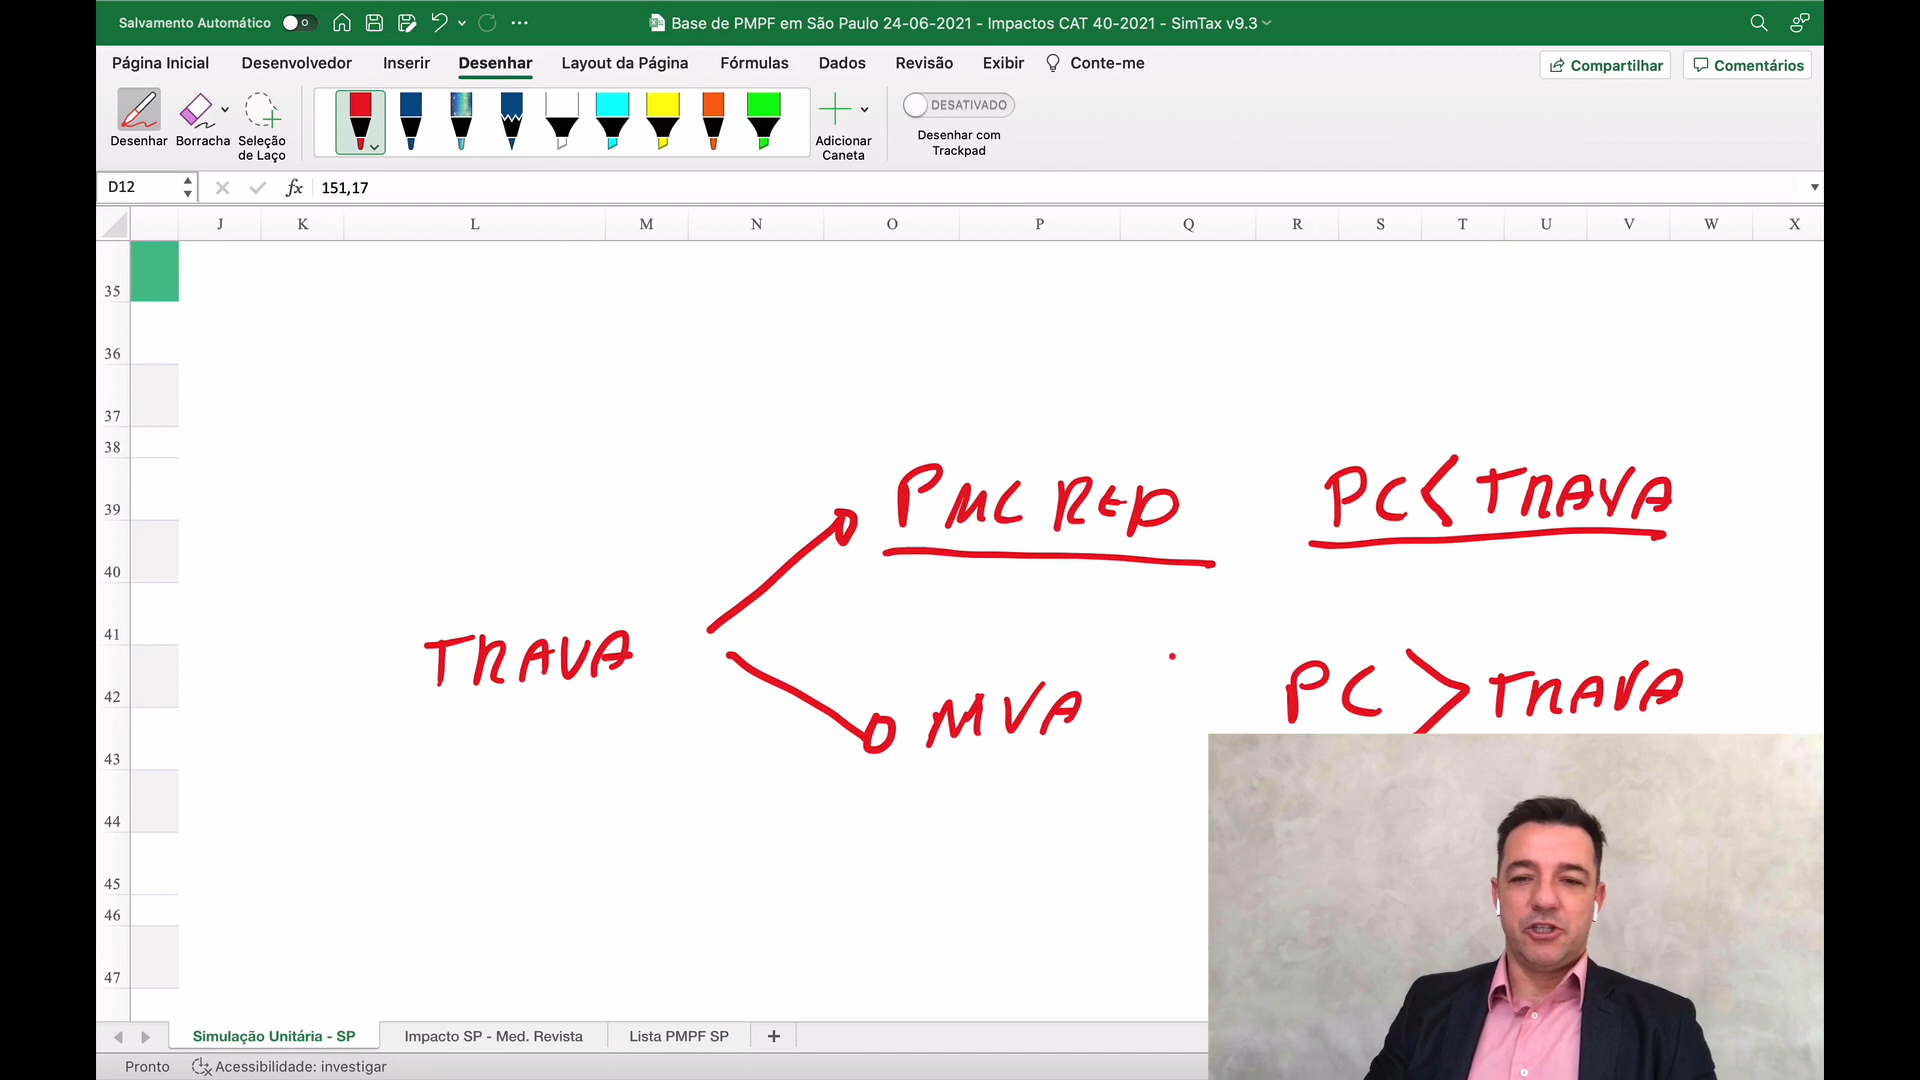 Salvamento Automático
Base de PMPF em São Paulo 24-06-2021 - Impactos CAT 40-2021 - SimTax v9.3
Página Inicial Desenvolvedor Inserir Desenhar Layout da Página Fórmulas Dados Revisão Exibir Conte-me Compartilhar Comentários
Desenhar Borracha Seleção de Laço Adicionar Caneta DESATIVADO Desenhar com Trackpad
D12 fx 151,17
J K L M N O P Q R S T U V W X
35
36
37
38
39
40
41
42
43
44
45
46
47
PMC RED PC < TRAVA
TRAVA
MVA PC > TRAVA
Simulação Unitária - SP Impacto SP - Med. Revista Lista PMPF SP +
Pronto Acessibilidade: investigar